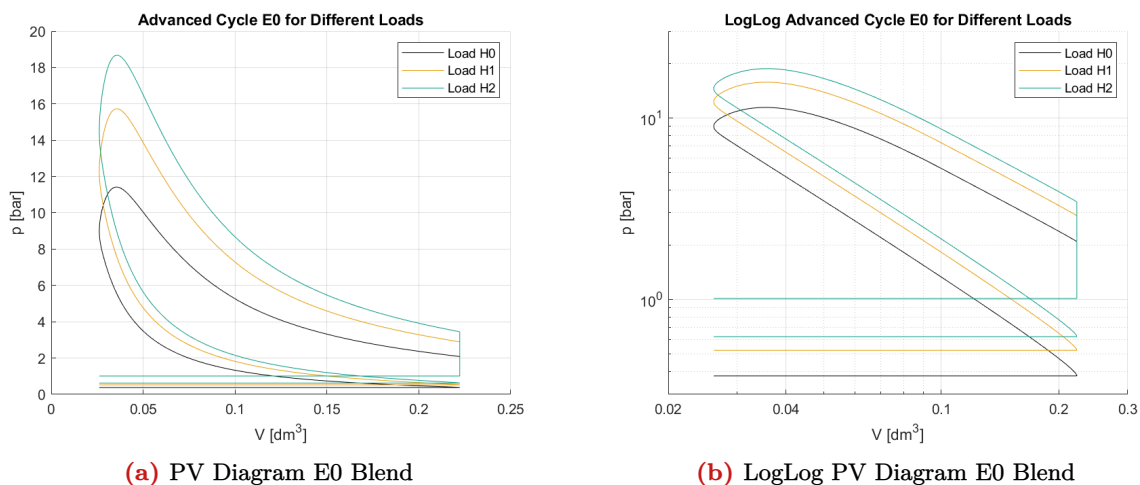 Advanced Cycle E0 for Different Loads
20
18
16
14
12
10
8
6
4
2
0
p [bar]
Load H0
Load H1
Load H2
0 0.05 0.1 0.15 0.2 0.25
V [dm³]
(a) PV Diagram E0 Blend
LogLog Advanced Cycle E0 for Different Loads
10¹
10⁰
p [bar]
Load H0
Load H1
Load H2
0.02 0.04 0.1 0.2 0.3
V [dm³]
(b) LogLog PV Diagram E0 Blend